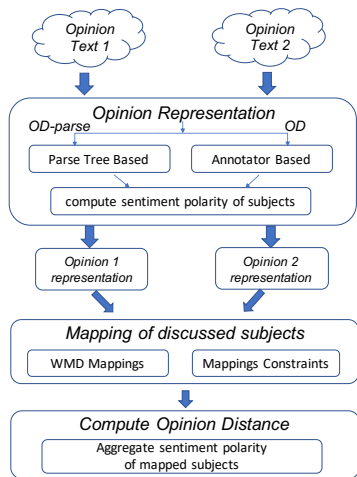 Opinion
Text 1
Opinion
Text 2
Opinion Representation
OD-parse
OD
Parse Tree Based
Annotator Based
compute sentiment polarity of subjects
Opinion 1
representation
Opinion 2
representation
Mapping of discussed subjects
WMD Mappings
Mappings Constraints
Compute Opinion Distance
Aggregate sentiment polarity
of mapped subjects